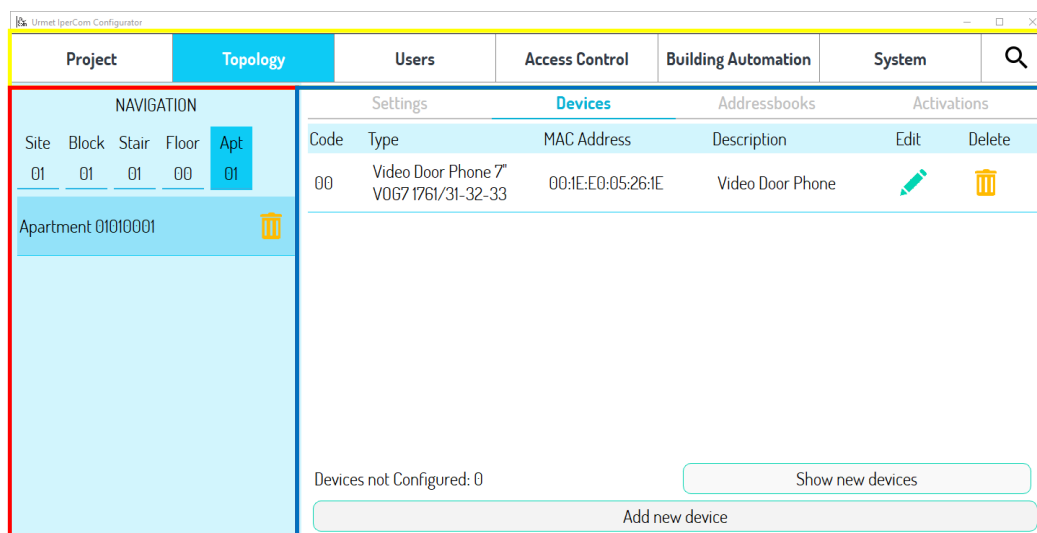 Urmet IperCom Configurator
Project Topology Users Access Control Building Automation System
NAVIGATION
Site Block Stair Floor Apt
01 01 01 00 01
Apartment 01010001
Settings Devices Addressbooks Activations
Code Type MAC Address Description Edit Delete
00 Video Door Phone 7" VOG7 1761/31-32-33 00:1E:E0:05:26:1E Video Door Phone
Devices not Configured: 0 Show new devices
Add new device